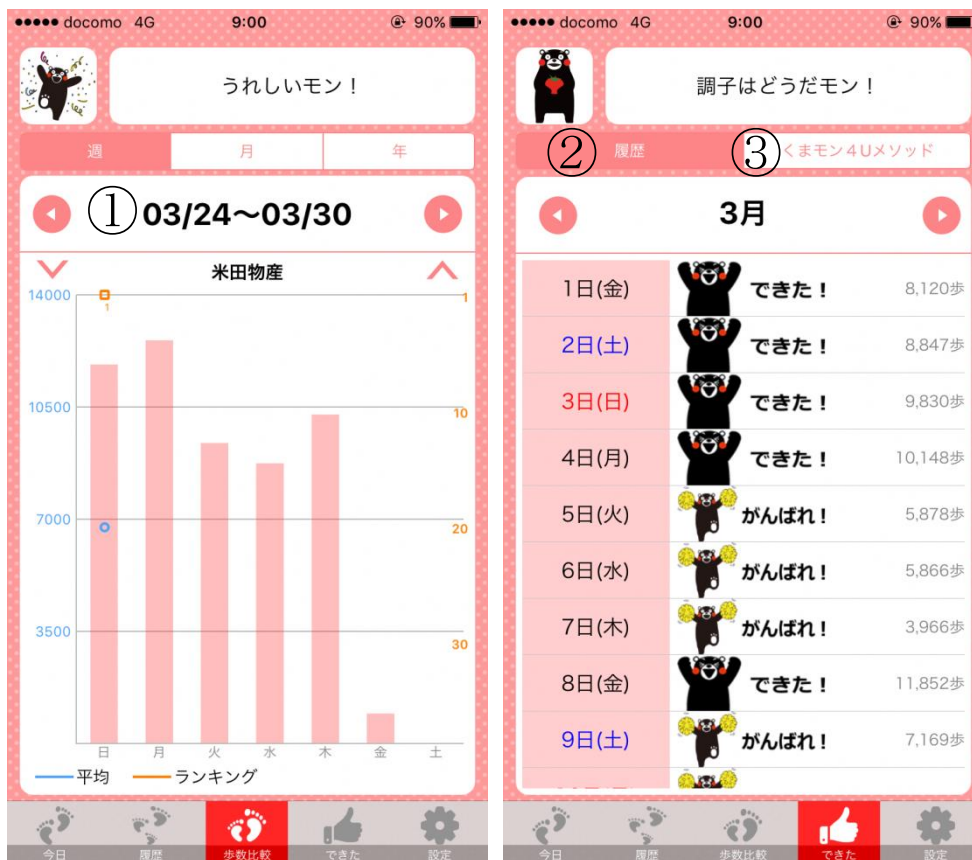 docomo 4G 9:00 90%
うれしいモン！
週 月 年
① 03/24〜03/30
米田物産
14000
1
1
10500
10
7000
20
3500
30
日 月 火 水 木 金 土
平均 ランキング
今日 履歴 歩数比較 できた 設定
docomo 4G 9:00 90%
調子はどうだモン！
② 履歴 ③ くまモン4Uメソッド
3月
1日(金) できた！ 8,120歩
2日(土) できた！ 8,847歩
3日(日) できた！ 9,830歩
4日(月) できた！ 10,148歩
5日(火) がんばれ！ 5,878歩
6日(水) がんばれ！ 5,866歩
7日(木) がんばれ！ 3,966歩
8日(金) できた！ 11,852歩
9日(土) がんばれ！ 7,169歩
今日 履歴 歩数比較 できた 設定